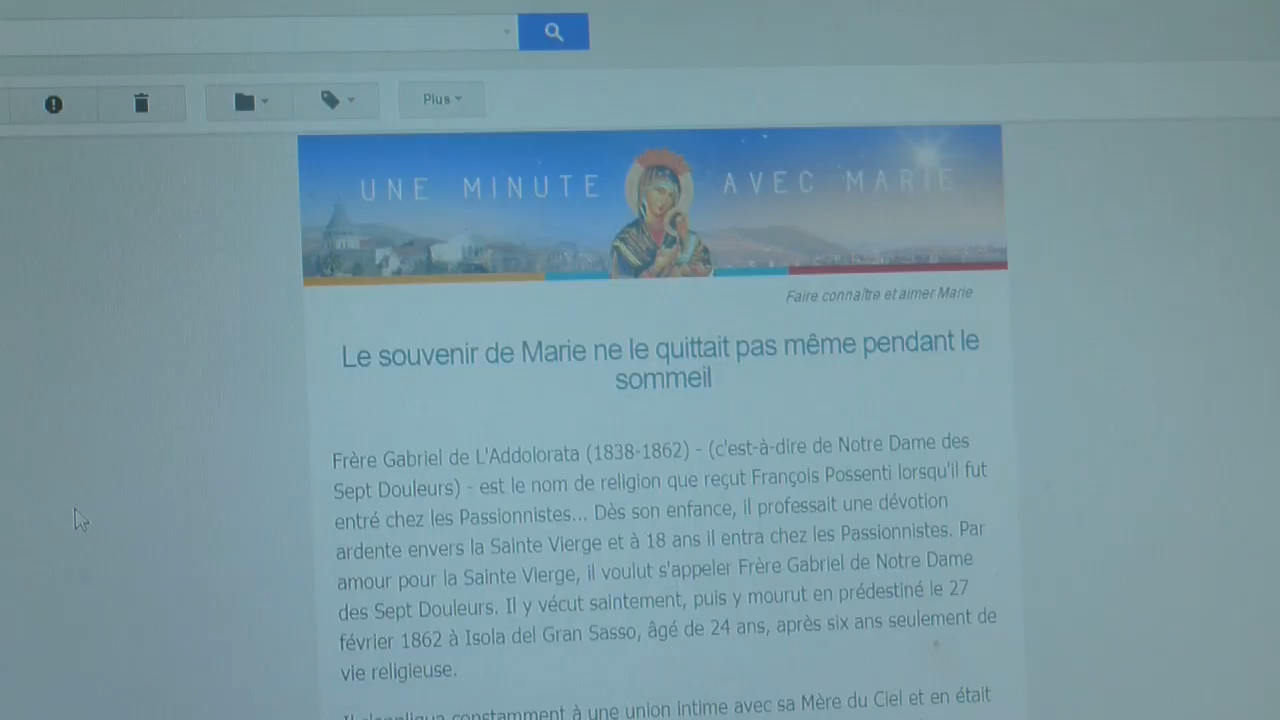 Plus
UNE MINUTE AVEC MARIE
Faire connaître et aimer Marie
Le souvenir de Marie ne le quittait pas même pendant le
sommeil
Frère Gabriel de L'Addolorata (1838-1862) - (c'est-à-dire de Notre Dame des
Sept Douleurs) - est le nom de religion que reçut François Possenti lorsqu'il fut
entré chez les Passionnistes... Dès son enfance, il professait une dévotion
ardente envers la Sainte Vierge et à 18 ans il entra chez les Passionnistes. Par
amour pour la Sainte Vierge, il voulut s'appeler Frère Gabriel de Notre Dame
des Sept Douleurs. Il y vécut saintement, puis y mourut en prédestiné le 27
février 1862 à Isola del Gran Sasso, âgé de 24 ans, après six ans seulement de
vie religieuse.
Il s'appliqua constamment à une union intime avec sa Mère du Ciel et en était